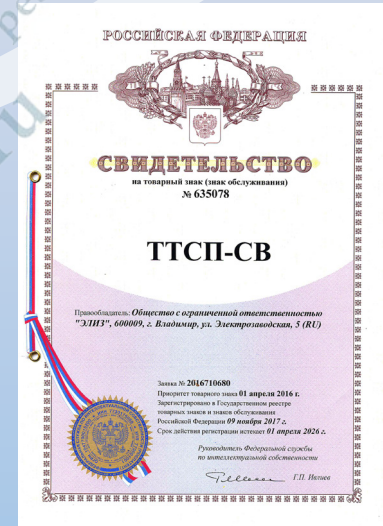 РОССИЙСКАЯ ФЕДЕРАЦИЯ
СВИДЕТЕЛЬСТВО
на товарный знак (знак обслуживания)
№ 635078
ТТСП-СВ
Правообладатель: Общество с ограниченной ответственностью
"ЭЛИЗ", 600009, г. Владимир, ул. Электрозаводская, 5 (RU)
Заявка № 2016710680
Приоритет товарного знака 01 апреля 2016 г.
Зарегистрировано в Государственном реестре
товарных знаков и знаков обслуживания
Российской Федерации 09 ноября 2017 г.
Срок действия регистрации истекает 01 апреля 2026 г.
Руководитель Федеральной службы
по интеллектуальной собственности
Г.П. Ивлиев